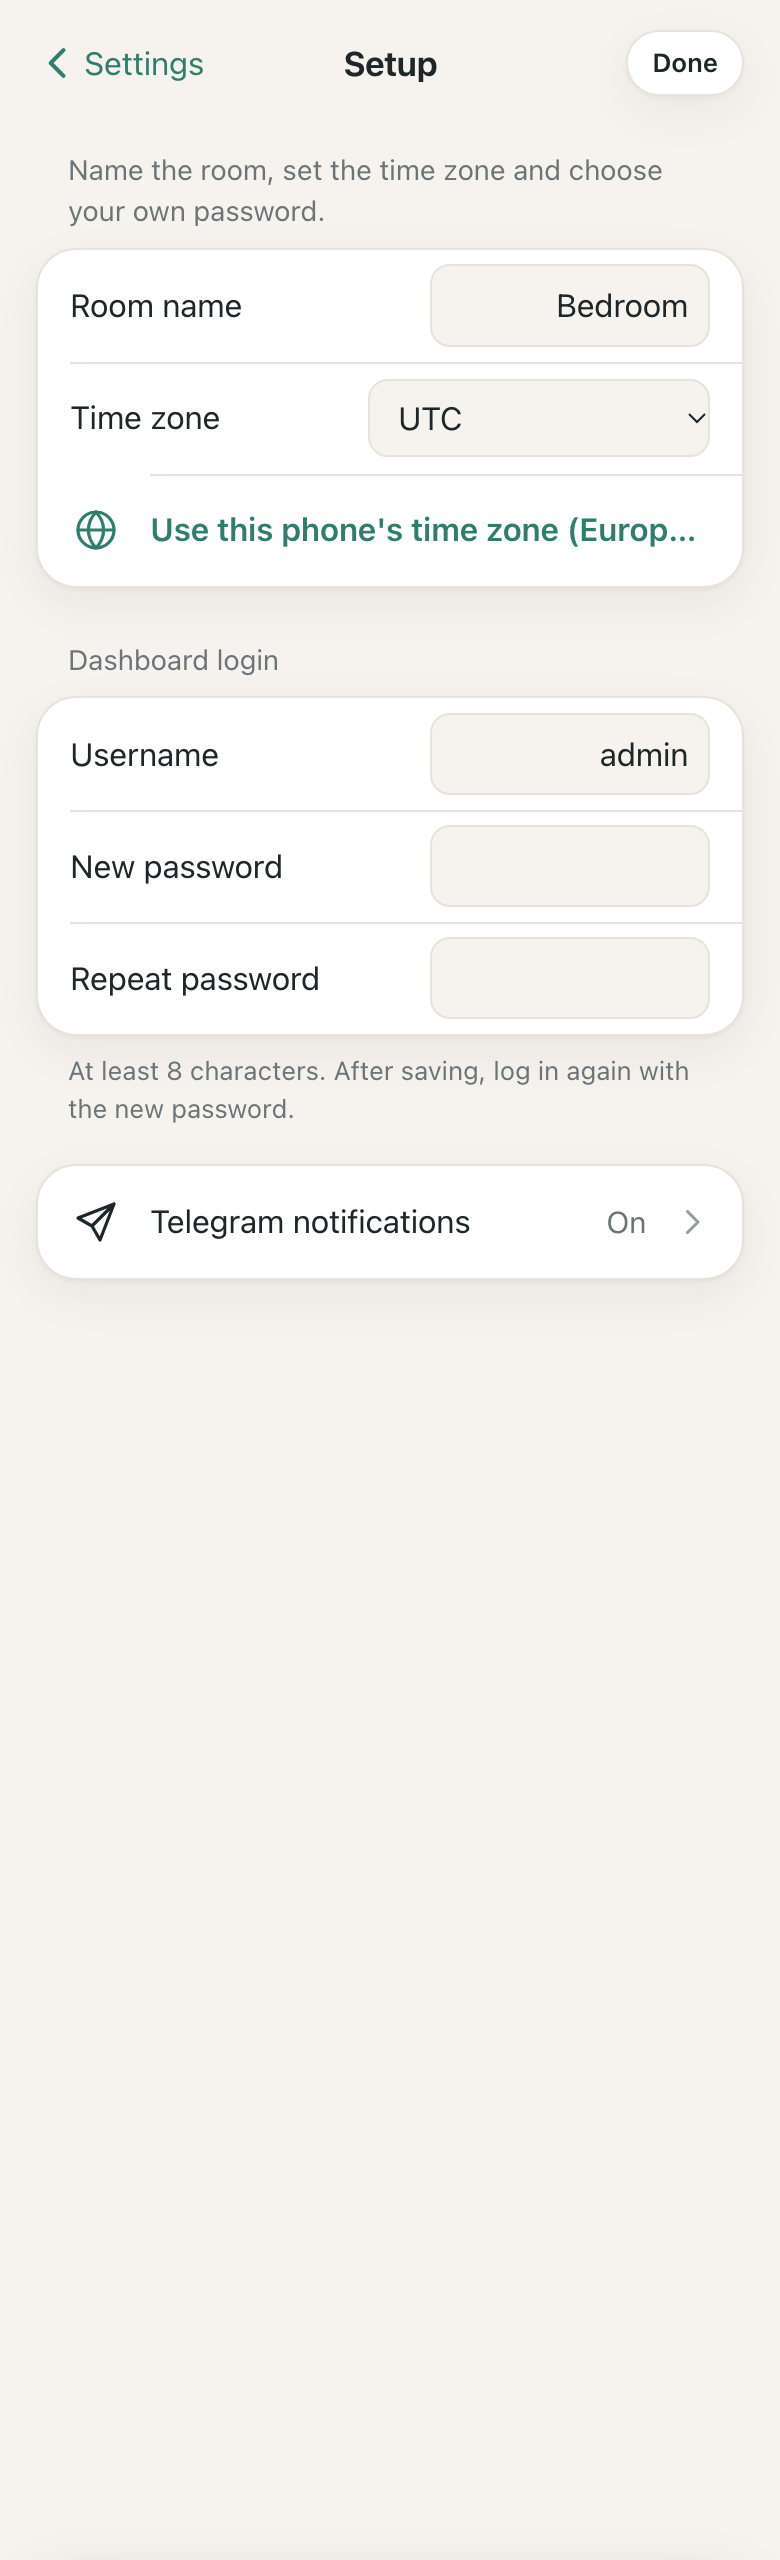 Settings
Setup
Done
Name the room, set the time zone and choose
your own password.
Room name
Bedroom
Time zone
UTC
Use this phone's time zone (Europ...
Dashboard login
Username
admin
New password
Repeat password
At least 8 characters. After saving, log in again with
the new password.
Telegram notifications
On